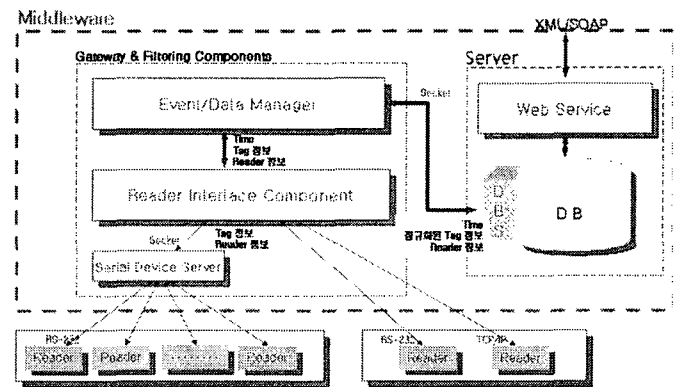 Middleware
XML/SOAP
Gateway & Filtering Components
Server
Event/Data Manager
Socket
Web Service
Time
Tag 정보
Reader 정보
Reader Interface Component
D
B
DB
Time
정규화된 Tag 정보
Reader 정보
Socket
Tag 정보
Reader 정보
Serial Device Server
RS-232
RS-232
TCP/IP
Reader
Reader
---------
Reader
Reader
Reader